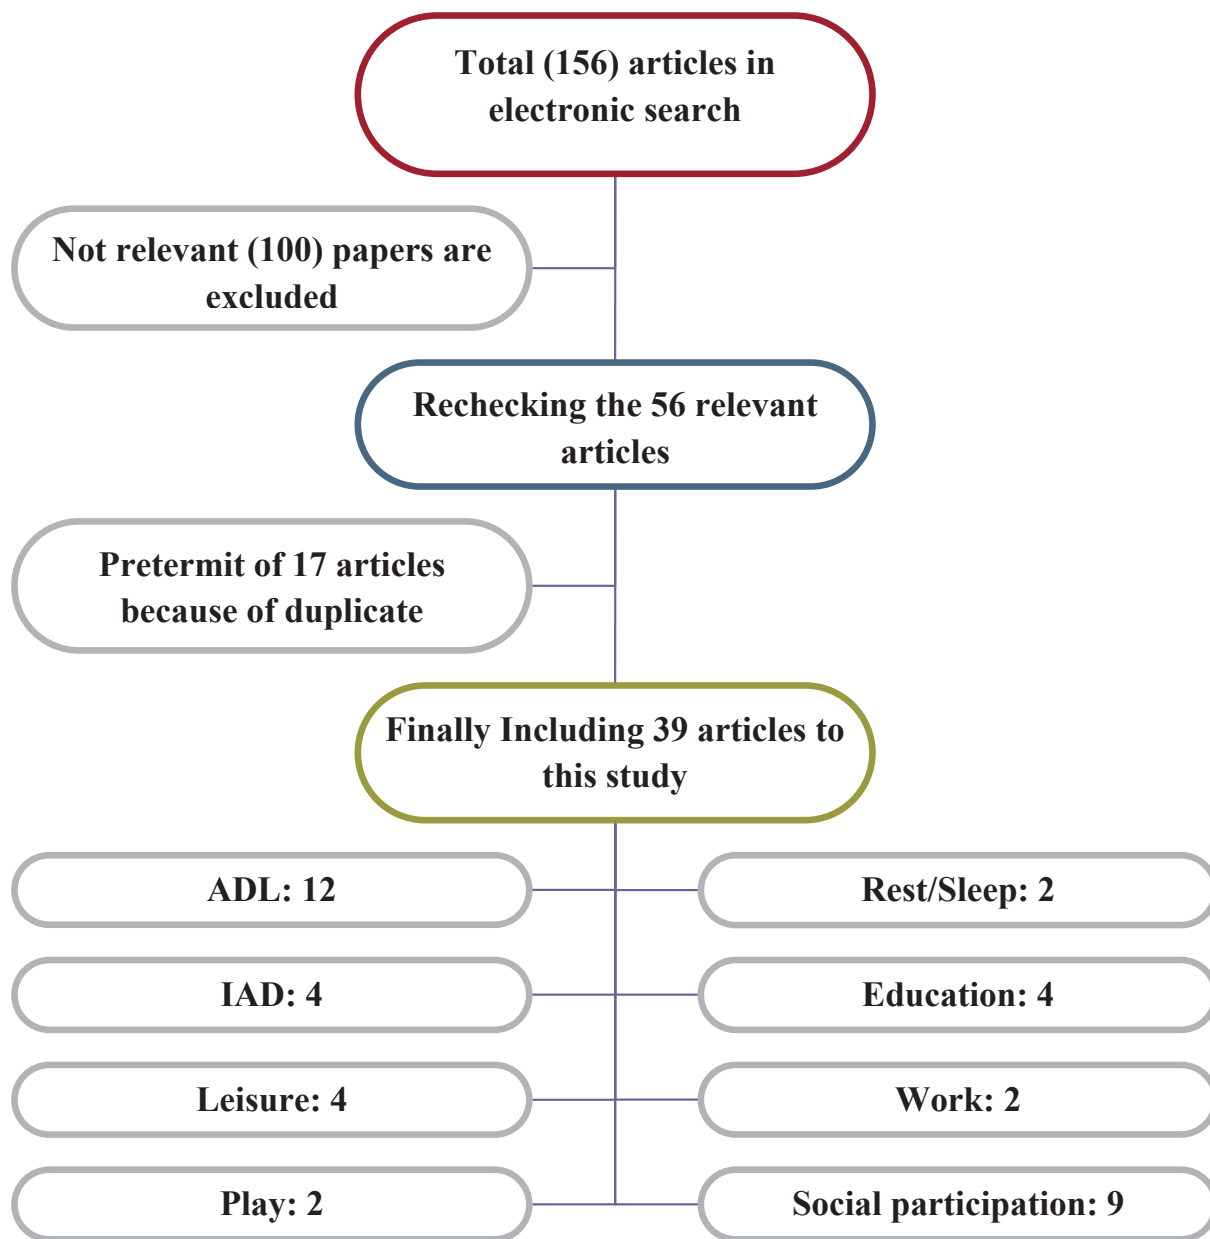 Total (156) articles in
electronic search
Not relevant (100) papers are
excluded
Rechecking the 56 relevant
articles
Pretermit of 17 articles
because of duplicate
Finally Including 39 articles to
this study
ADL: 12
Rest/Sleep: 2
IAD: 4
Education: 4
Leisure: 4
Work: 2
Play: 2
Social participation: 9